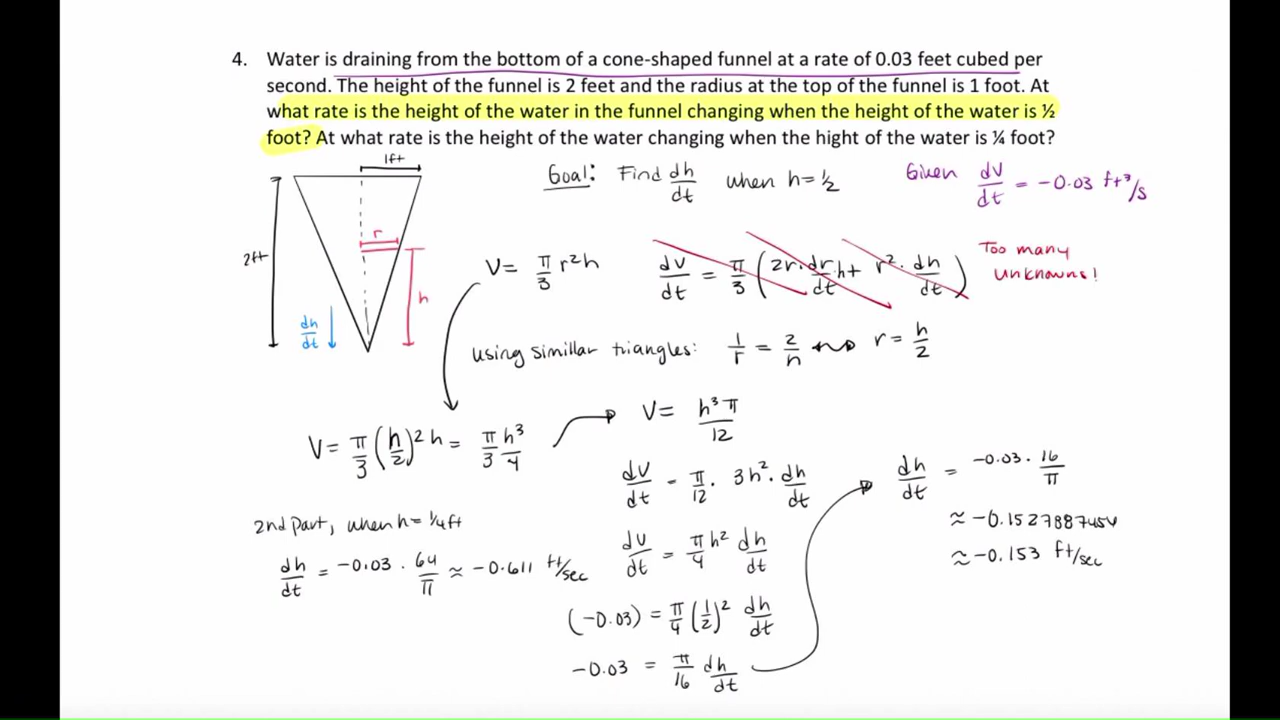 4. Water is draining from the bottom of a cone-shaped funnel at a rate of 0.03 feet cubed per
second. The height of the funnel is 2 feet and the radius at the top of the funnel is 1 foot. At
what rate is the height of the water in the funnel changing when the height of the water is ½
foot? At what rate is the height of the water changing when the hight of the water is ¼ foot?
1ft
2ft
r
h
dh/dt
Goal: Find dh/dt when h=½
Given dV/dt = -0.03 ft³/s
V = π/3 r²h
dV/dt = π/3 (2r·dr/dt h + r²·dh/dt)
Too many
unknowns!
using simillar triangles: 1/r = 2/h ⟿ r = h/2
V = π/3 (h/2)² h = π/3 h³/4
V = h³π/12
dV/dt = π/12 · 3h² · dh/dt
dV/dt = π/4 h² dh/dt
(-0.03) = π/4 (1/2)² dh/dt
-0.03 = π/16 dh/dt
dh/dt = -0.03 · 16/π
≈ -0.1527887454
≈ -0.153 ft/sec
2nd part, when h = ¼ft
dh/dt = -0.03 · 64/π ≈ -0.611 ft/sec